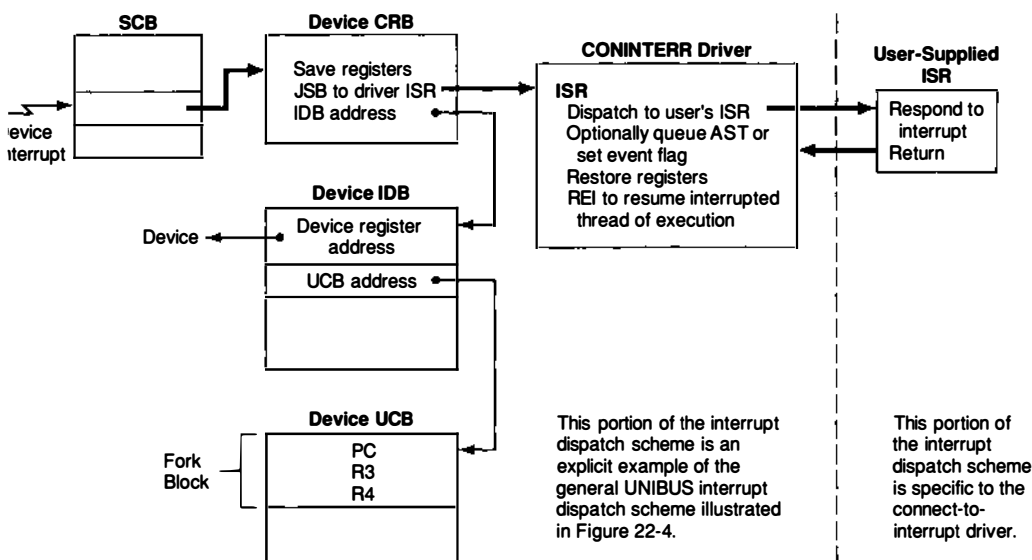 SCB
Device CRB
Save registers
JSB to driver ISR
IDB address
evice
nterrupt
CONINTERR Driver
ISR
Dispatch to user's ISR
Optionally queue AST or
set event flag
Restore registers
REI to resume interrupted
thread of execution
User-Supplied
ISR
Respond to
interrupt
Return
Device IDB
Device register
address
Device
UCB address
Device UCB
PC
R3
R4
Fork
Block
This portion of the interrupt
dispatch scheme is an
explicit example of the
general UNIBUS interrupt
dispatch scheme illustrated
in Figure 22-4.
This portion of
the interrupt
dispatch scheme
is specific to the
connect-to-
interrupt driver.